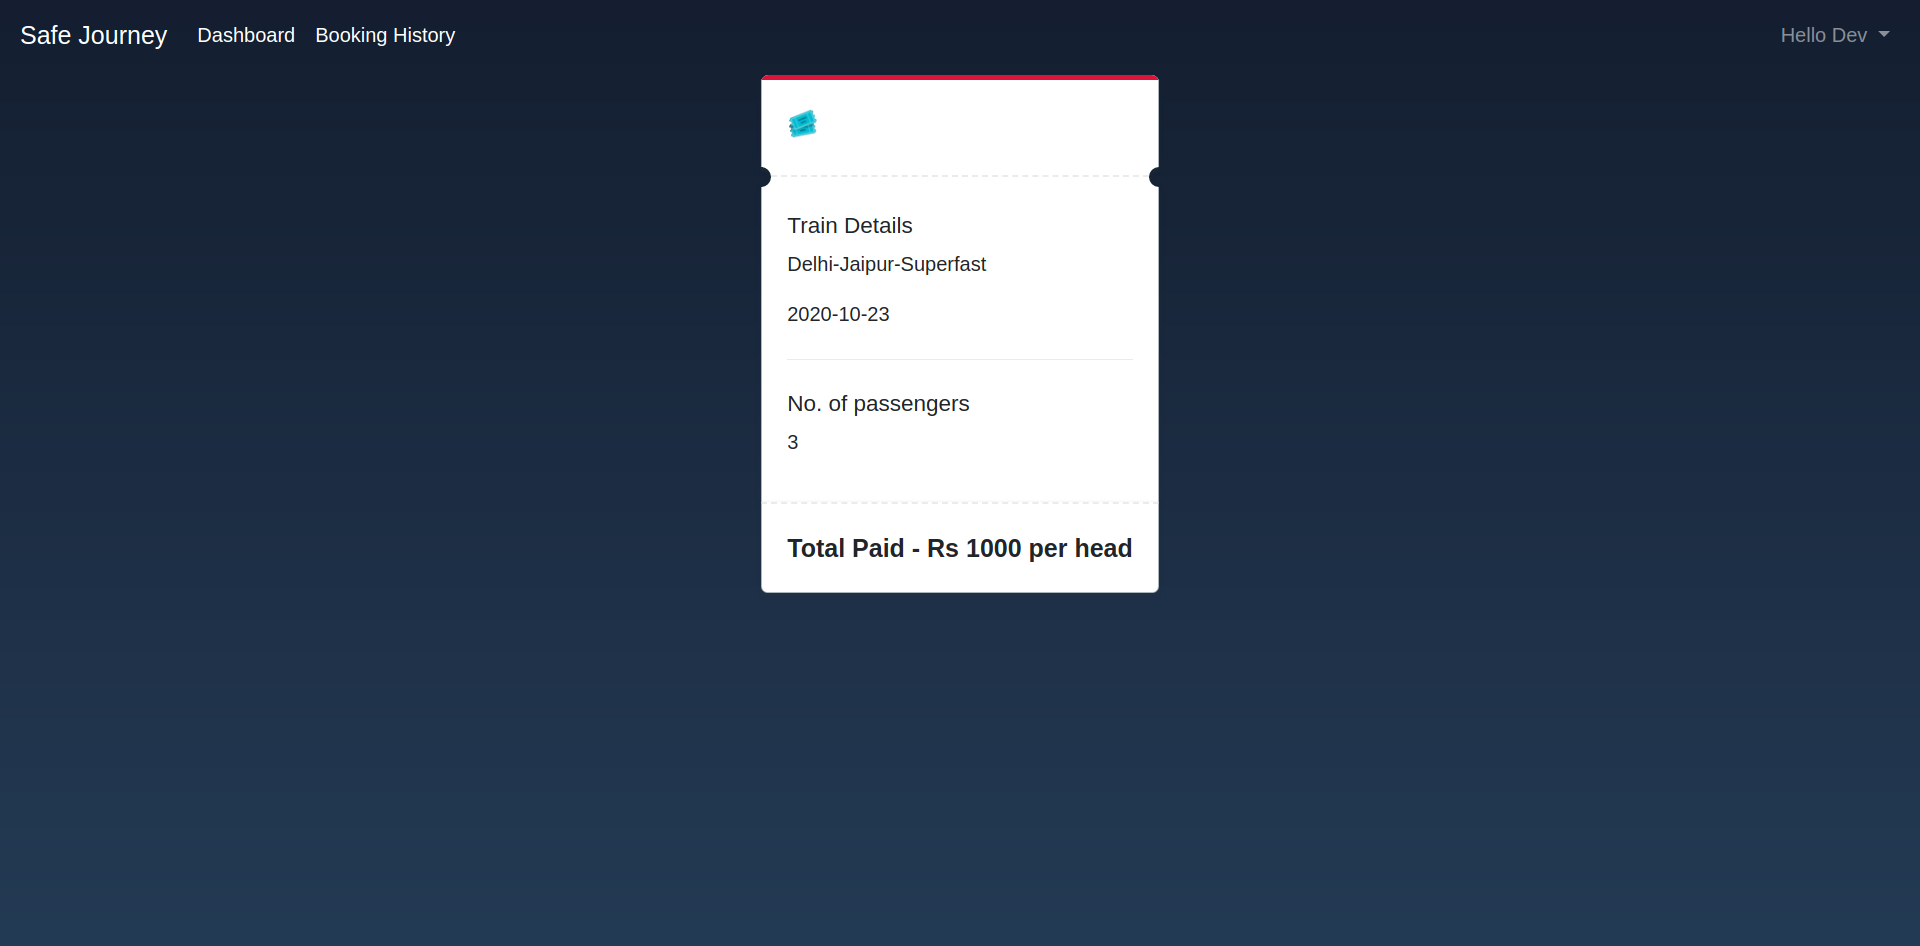 Safe Journey Dashboard Booking History Hello Dev
Train Details
Delhi-Jaipur-Superfast
2020-10-23
No. of passengers
3
Total Paid - Rs 1000 per head